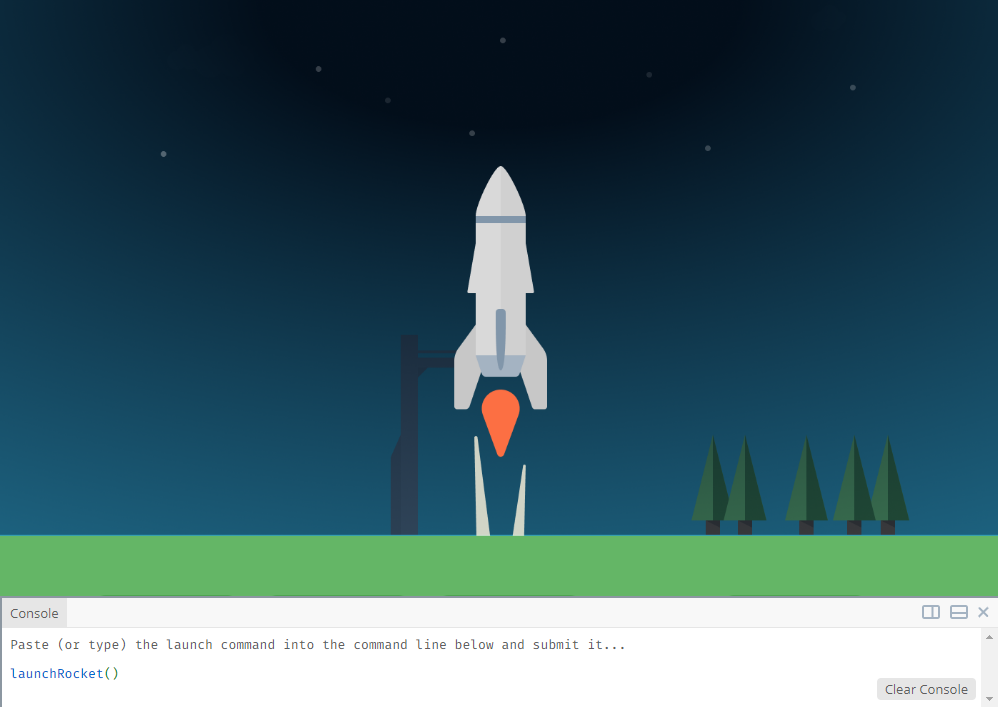 Console
Paste (or type) the launch command into the command line below and submit it...
launchRocket()
Clear Console